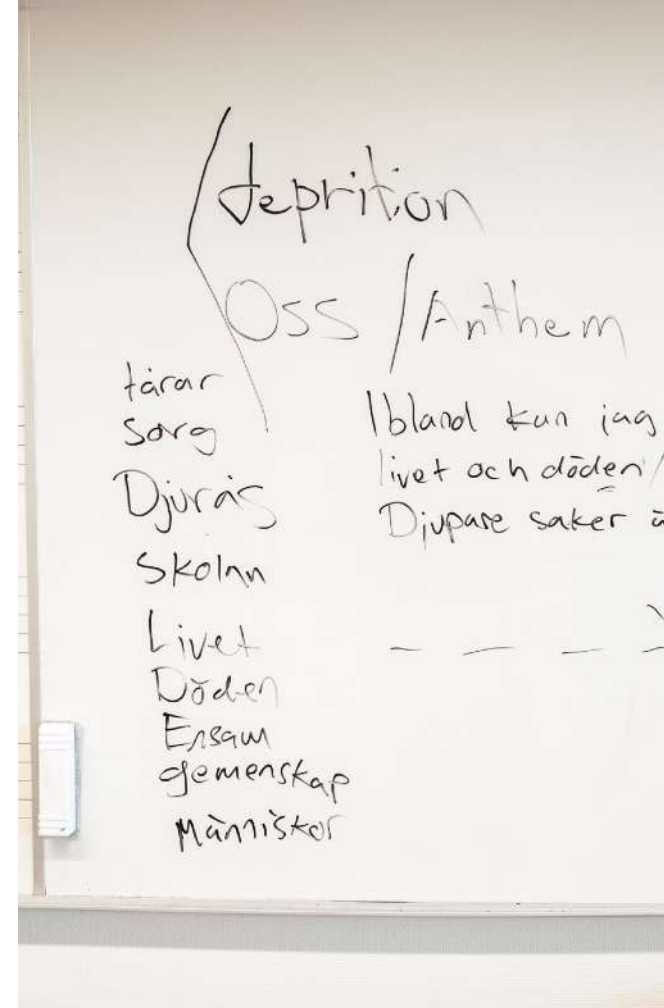 deprition
Oss / Anthem
tårar
sorg
Djurås
Skolan
Livet
Döden
Ensam
gemenskap
Människor
Ibland kan jag
livet och döden /
Djupare saker ä